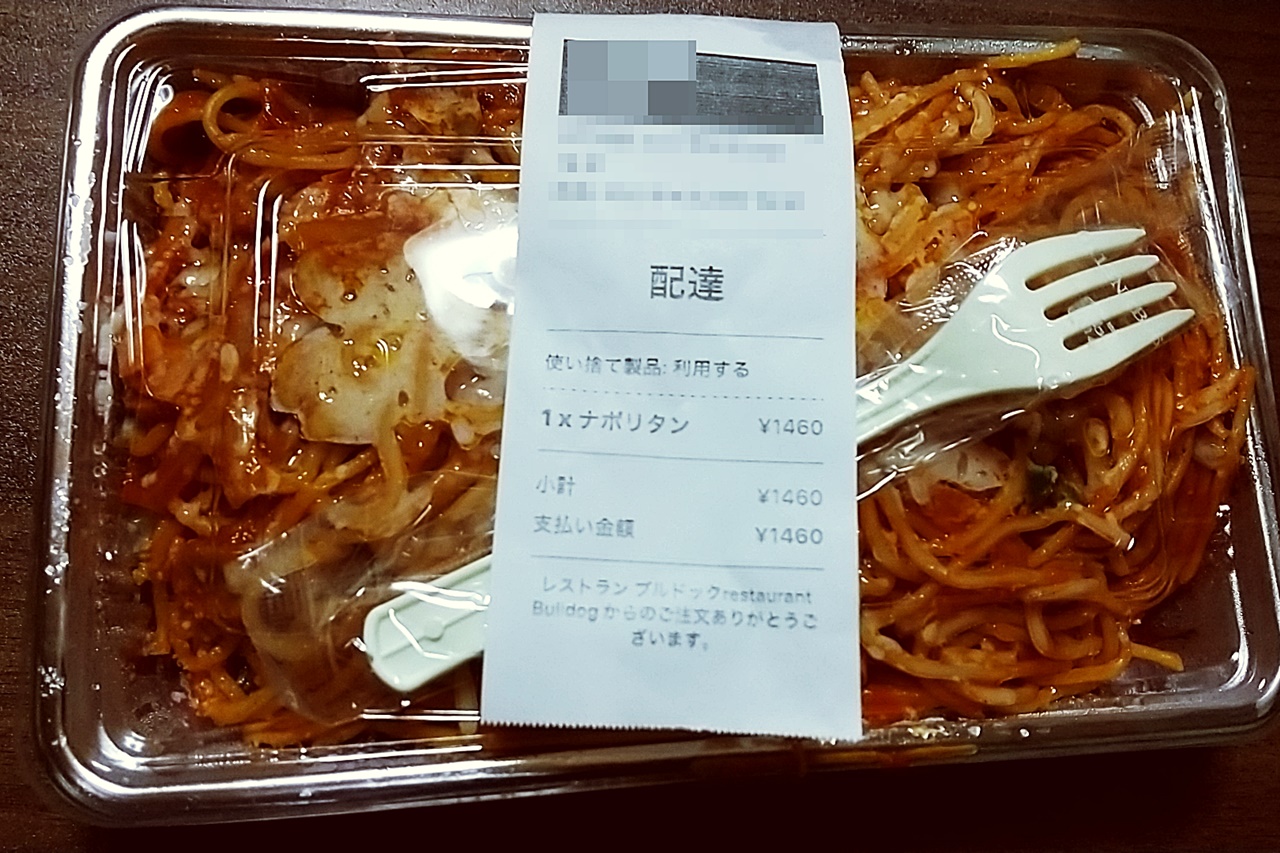 配達
使い捨て製品: 利用する
1 x ナポリタン ¥1460
小計 ¥1460
支払い金額 ¥1460
レストラン ブルドックrestaurant
Bulldog からのご注文ありがとうご
ざいます。